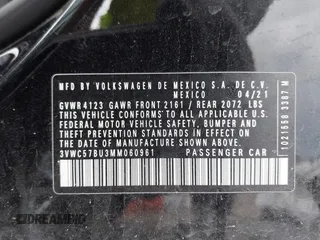 MFD. BY VOLKSWAGEN DE MEXICO S.A. DE C.V.
MEXICO 04/21
GVWR 4123 GAWR FRONT 2161 / REAR 2072 LBS
THIS VEHICLE CONFORMS TO ALL APPLICABLE
FEDERAL MOTOR VEHICLE SAFETY,
BUMPER, AND THEFT PREVENTION STANDARDS
IN EFFECT ON THE DATE OF
MANUFACTURE SHOWN ABOVE
3VWC57BU3MM060961 PASSENGER CAR
1021658 3387 M
DREAMBID